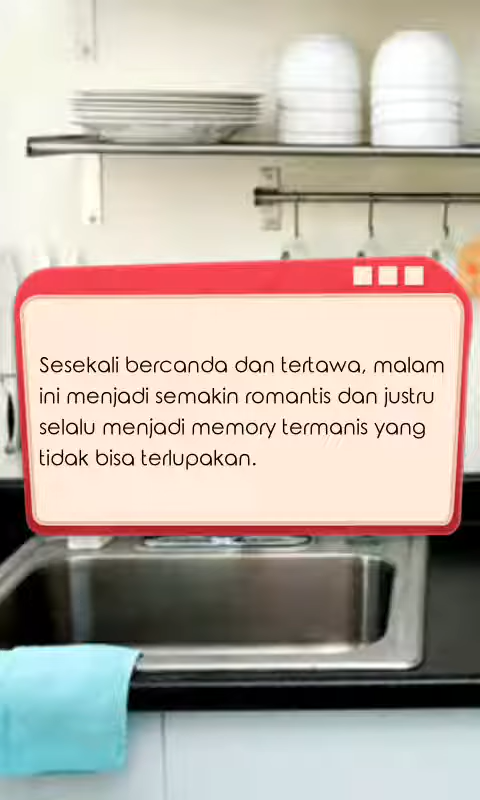 Sesekali bercanda dan tertawa, malam
ini menjadi semakin romantis dan justru
selalu menjadi memory termanis yang
tidak bisa terlupakan.